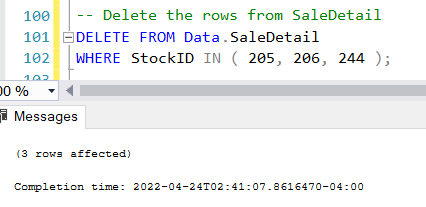 100 -- Delete the rows from SaleDetail
101 DELETE FROM Data.SaleDetail
102 WHERE StockID IN ( 205, 206, 244 );
103
00 %
Messages
(3 rows affected)
Completion time: 2022-04-24T02:41:07.8616470-04:00